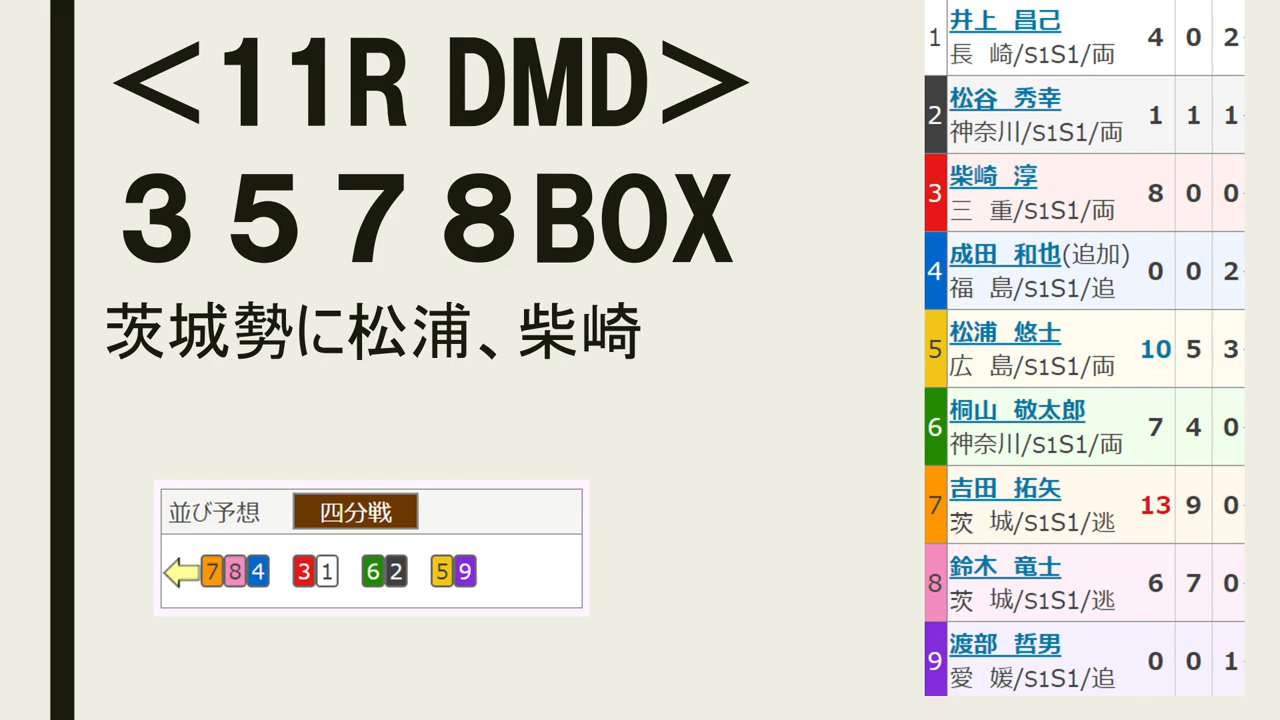 ＜11R DMD＞
３５７８BOX
茨城勢に松浦、柴崎
並び予想 四分戦
7 8 4 3 1 6 2 5 9
1 井上 昌己 4 0 2
長 崎/S1S1/両
2 松谷 秀幸 1 1 1
神奈川/S1S1/両
3 柴崎 淳 8 0 0
三 重/S1S1/両
4 成田 和也(追加) 0 0 2
福 島/S1S1/追
5 松浦 悠士 10 5 3
広 島/S1S1/両
6 桐山 敬太郎 7 4 0
神奈川/S1S1/両
7 吉田 拓矢 13 9 0
茨 城/S1S1/逃
8 鈴木 竜士 6 7 0
茨 城/S1S1/逃
9 渡部 哲男 0 0 1
愛 媛/S1S1/追